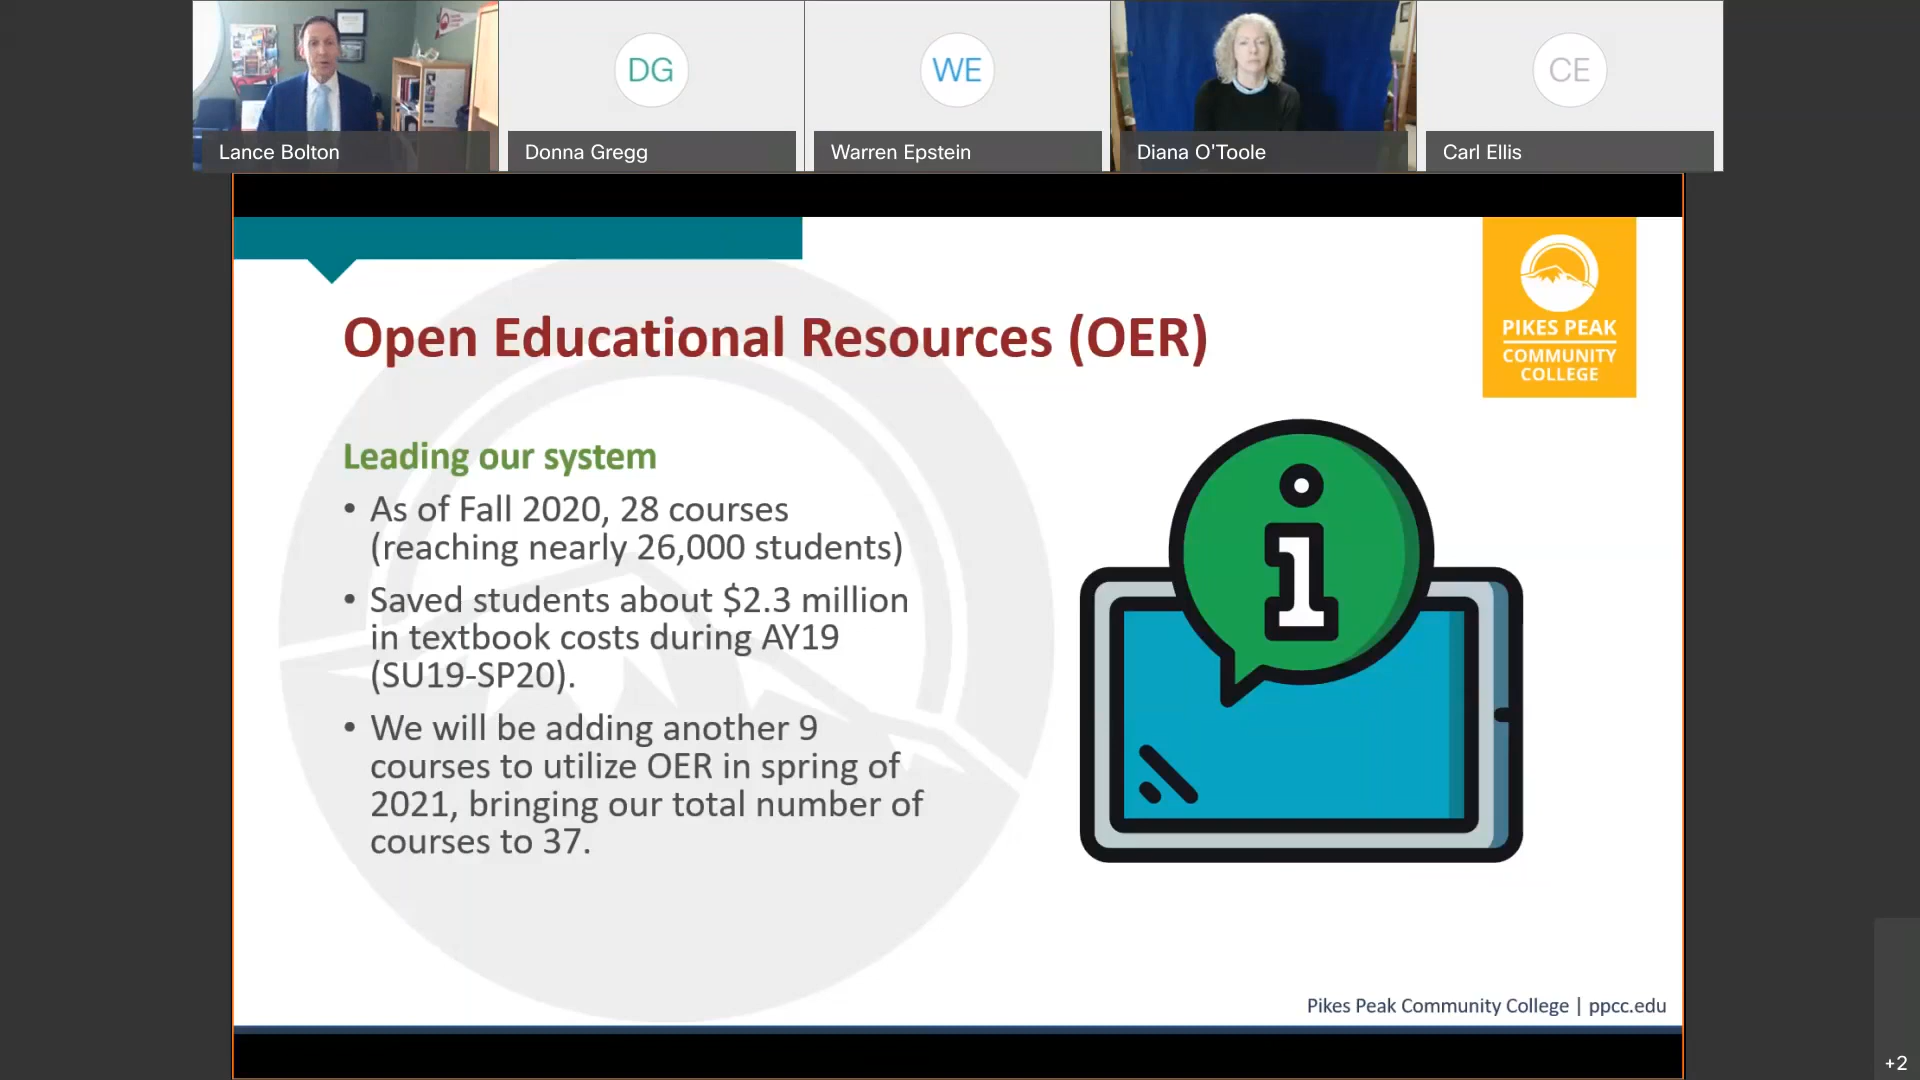 DG
WE
CE
Lance Bolton
Donna Gregg
Warren Epstein
Diana O'Toole
Carl Ellis
PIKES PEAK
COMMUNITY
COLLEGE
Open Educational Resources (OER)
Leading our system
• As of Fall 2020, 28 courses
(reaching nearly 26,000 students)
• Saved students about $2.3 million
in textbook costs during AY19
(SU19-SP20).
• We will be adding another 9
courses to utilize OER in spring of
2021, bringing our total number of
courses to 37.
i
Pikes Peak Community College | ppcc.edu
+2